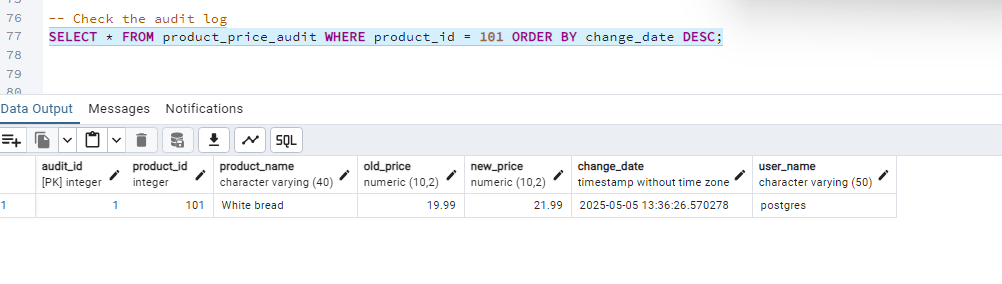 75
76 -- Check the audit log
77 SELECT * FROM product_price_audit WHERE product_id = 101 ORDER BY change_date DESC;
78
79
80
Data Output Messages Notifications
SQL
audit_id product_id product_name old_price new_price change_date user_name
[PK] integer integer character varying (40) numeric (10,2) numeric (10,2) timestamp without time zone character varying (50)
1 1 101 White bread 19.99 21.99 2025-05-05 13:36:26.570278 postgres